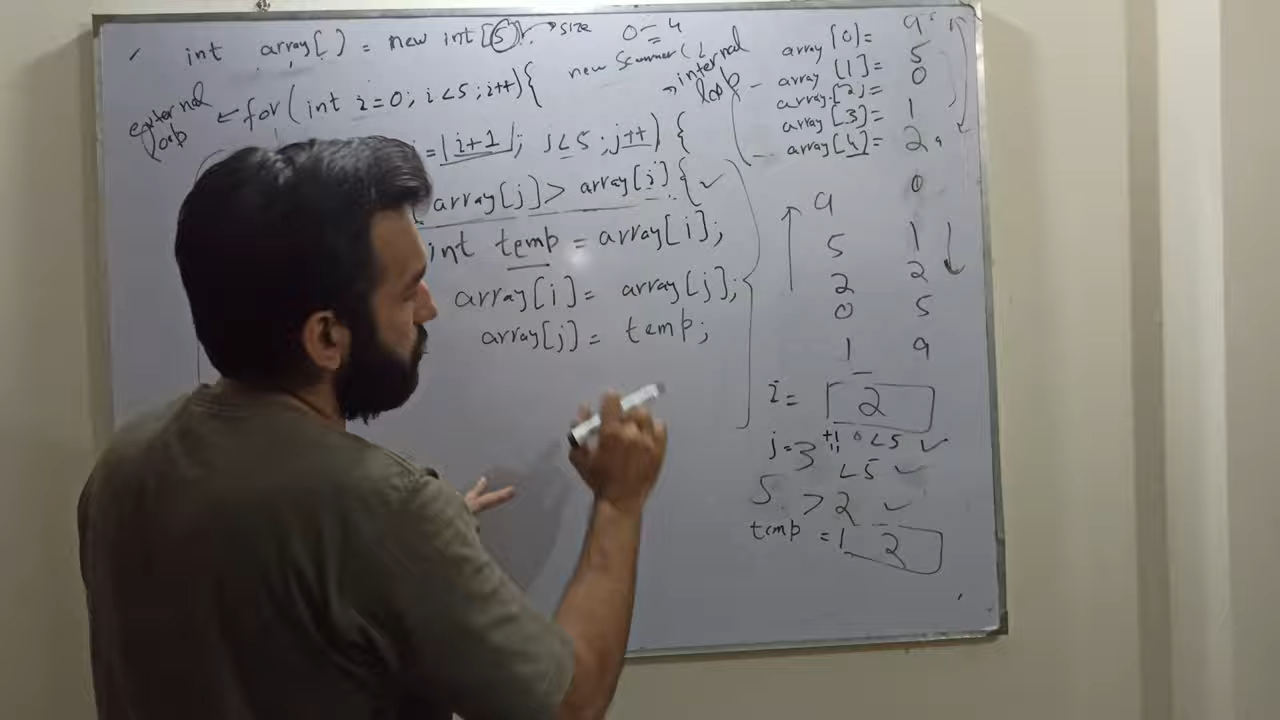 int array[] = new int[5]; → size 0-4
new Scanner(
external loop ← for(int i=0; i<5; i++){
→ internal loop
=|i+1|; j<5; j++) {
array[j] > array[i] { ✓
int temp = array[i];
array[i] = array[j];
array[j] = temp;
array[0]= 9
array[1]= 5
array[2]= 0
array[3]= 1
array[4]= 2
9 0
5 1
2 2
0 5
1 9
i= 2
j=3 +1 0<5 ✓
<5 ✓
5 >2 ✓
temp = 1 2